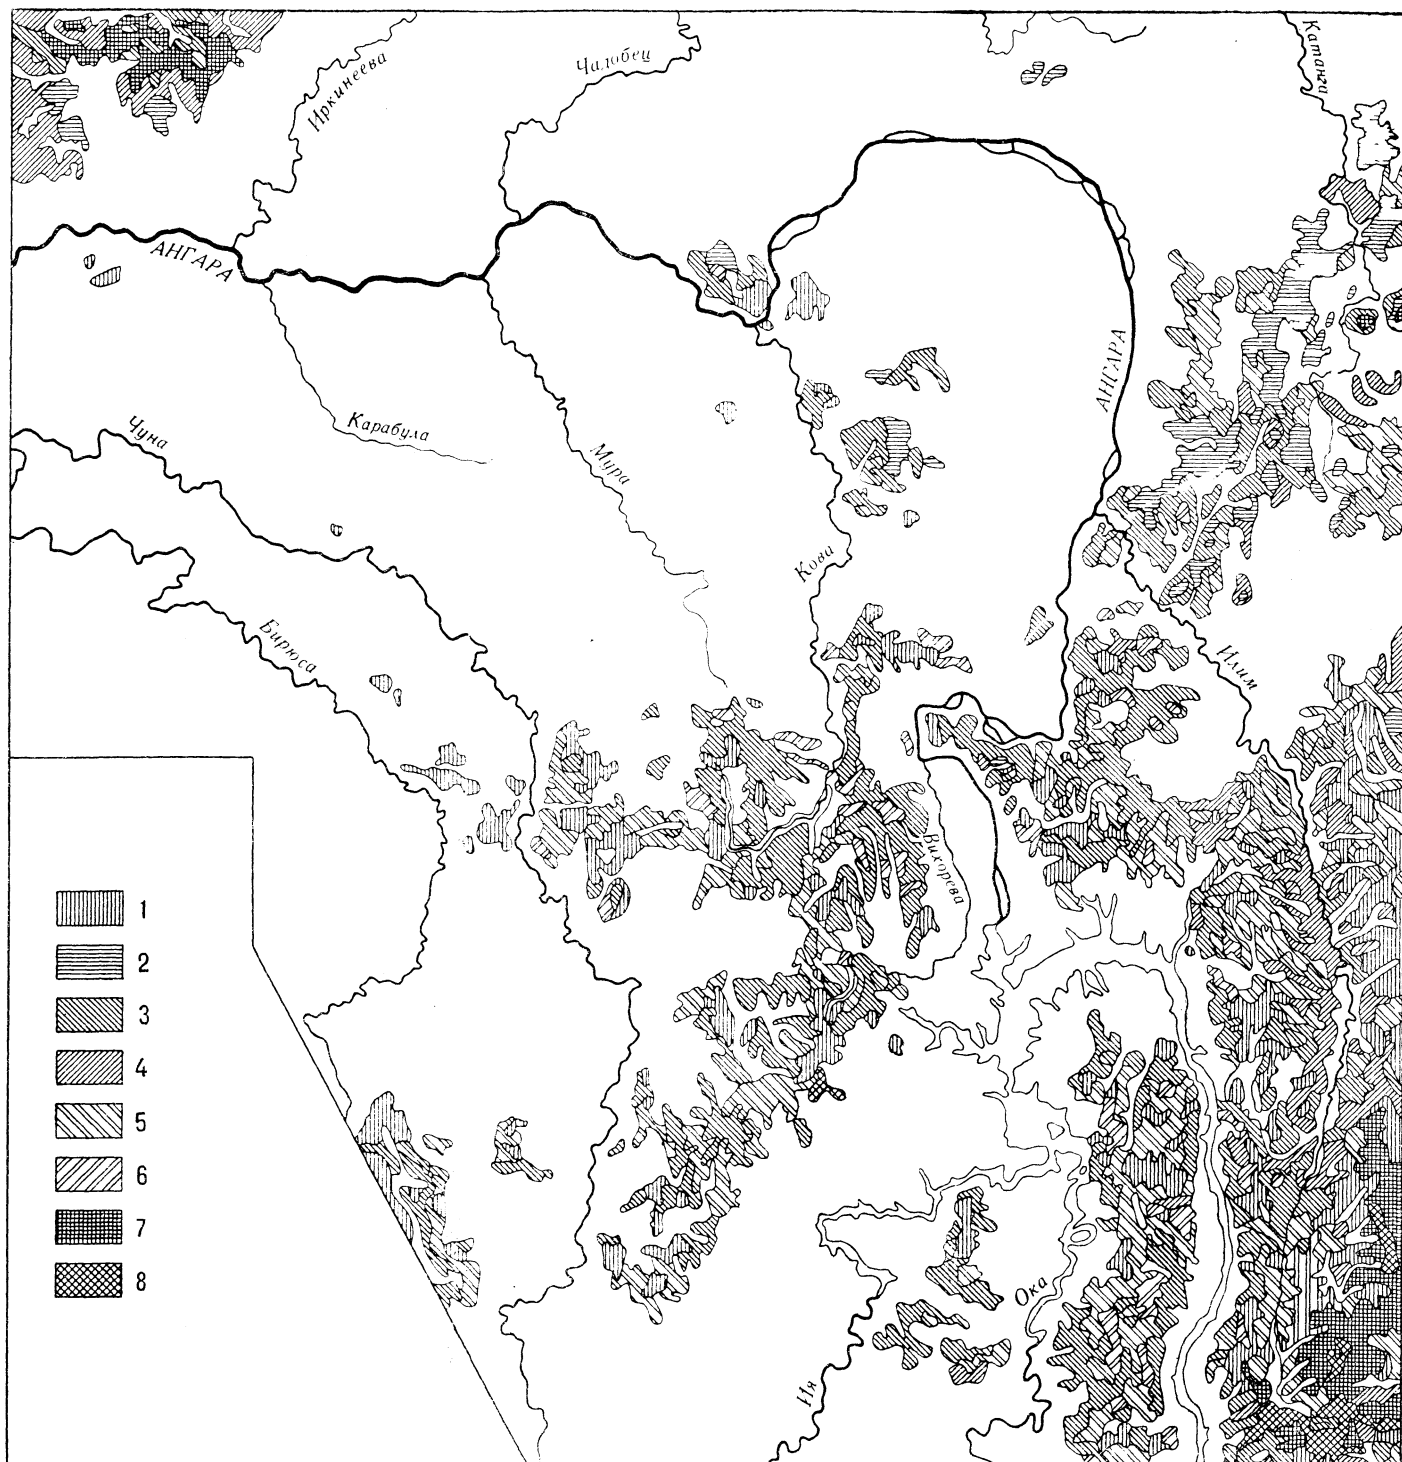 Иркинеева
Чадобец
Катанги
АНГАРА
АНГАРА
Карабула
Чуна
Мура
Кова
Бирюса
Илим
Вихорева
Ока
Ия
1
2
3
4
5
6
7
8